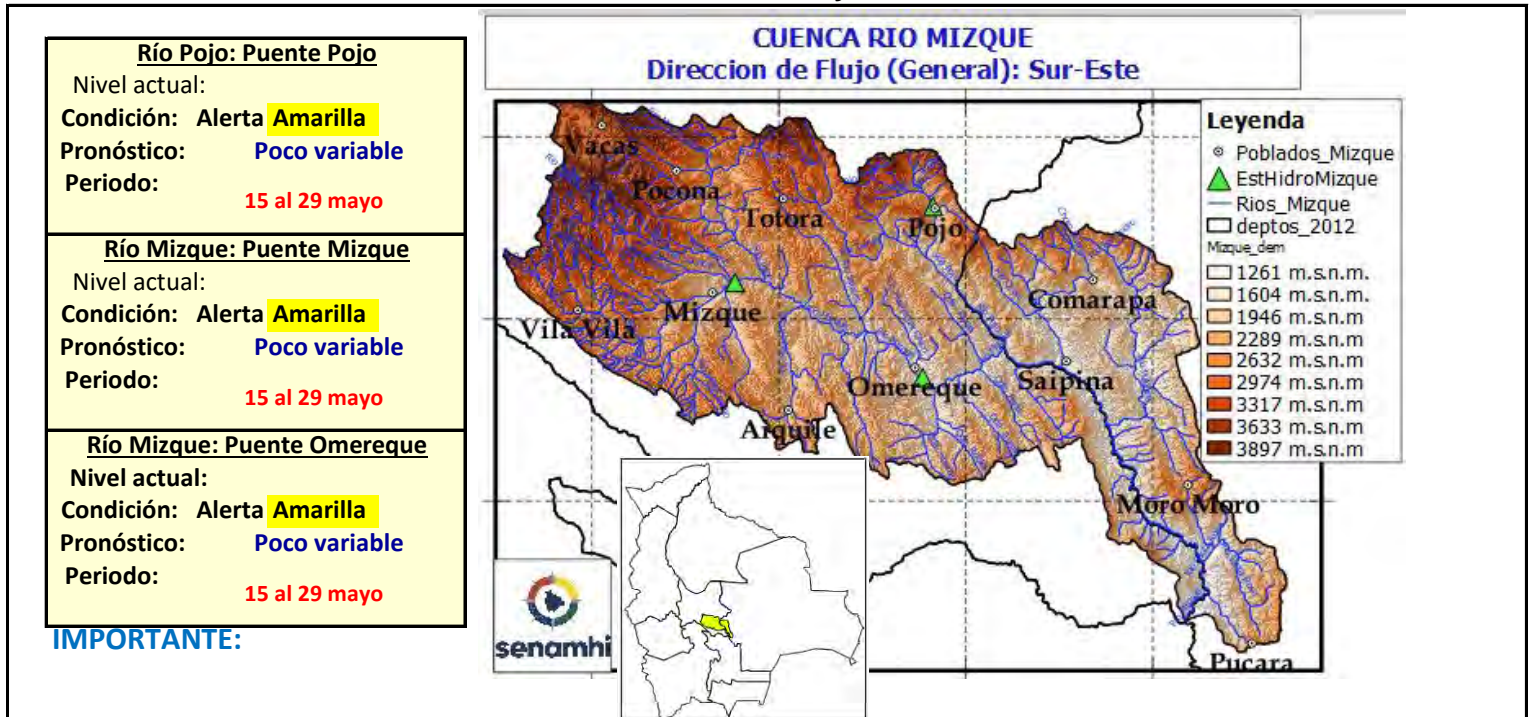 Río Pojo: Puente Pojo
Nivel actual:
Condición: Alerta Amarilla
Pronóstico: Poco variable
Periodo:
15 al 29 mayo
Río Mizque: Puente Mizque
Nivel actual:
Condición: Alerta Amarilla
Pronóstico: Poco variable
Periodo:
15 al 29 mayo
Río Mizque: Puente Omereque
Nivel actual:
Condición: Alerta Amarilla
Pronóstico: Poco variable
Periodo:
15 al 29 mayo
IMPORTANTE:
CUENCA RIO MIZQUE
Direccion de Flujo (General): Sur-Este
Vacas
Pocona
Totora
Pojo
Mizque
Vila Vila
Comarapa
Omereque
Saipina
Aiquile
Moro Moro
Pucara
Leyenda
Poblados_Mizque
EstHidroMizque
Rios_Mizque
deptos_2012
Mizque_dem
1261 m.s.n.m.
1604 m.s.n.m.
1946 m.s.n.m
2289 m.s.n.m
2632 m.s.n.m
2974 m.s.n.m
3317 m.s.n.m
3633 m.s.n.m
3897 m.s.n.m
senamhi